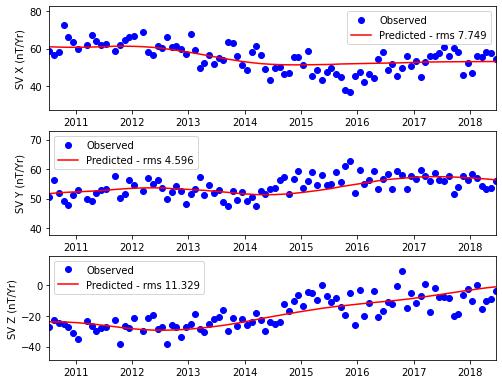 80
60
40
SV X (nT/Yr)
Observed
Predicted - rms 7.749
2011 2012 2013 2014 2015 2016 2017 2018
70
60
50
40
SV Y (nT/Yr)
Observed
Predicted - rms 4.596
2011 2012 2013 2014 2015 2016 2017 2018
0
−20
−40
SV Z (nT/Yr)
Observed
Predicted - rms 11.329
2011 2012 2013 2014 2015 2016 2017 2018